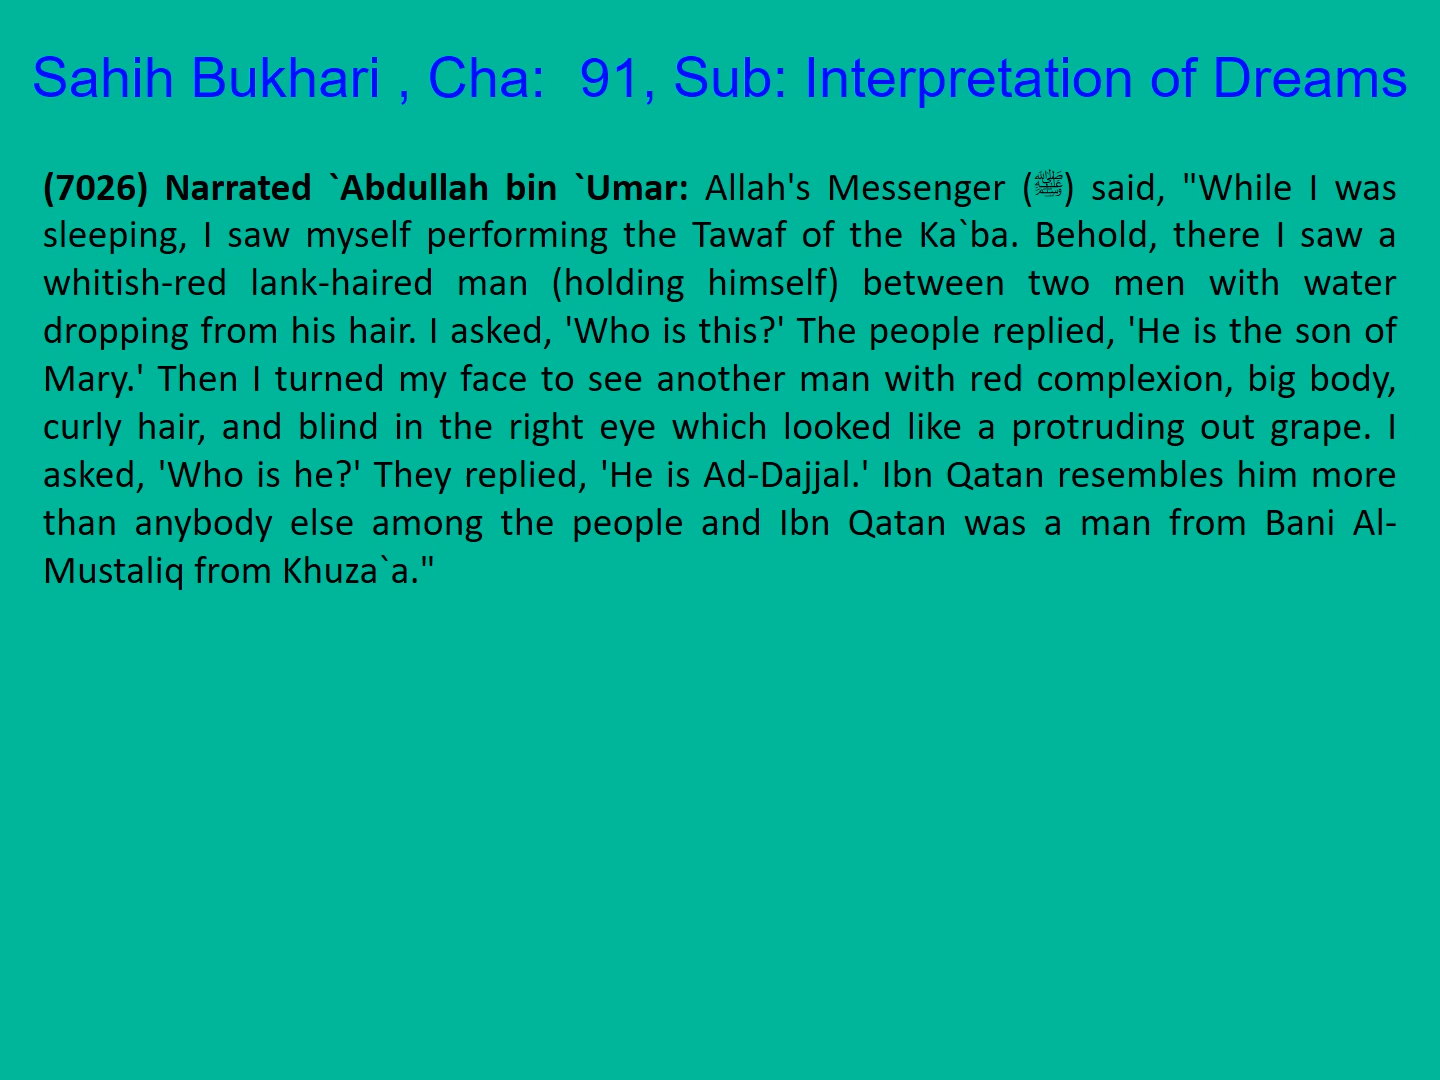 Sahih Bukhari , Cha:  91, Sub: Interpretation of Dreams
(7026) Narrated `Abdullah bin `Umar: Allah's Messenger (ﷺ) said, "While I was
sleeping, I saw myself performing the Tawaf of the Ka`ba. Behold, there I saw a
whitish-red lank-haired man (holding himself) between two men with water
dropping from his hair. I asked, 'Who is this?' The people replied, 'He is the son of
Mary.' Then I turned my face to see another man with red complexion, big body,
curly hair, and blind in the right eye which looked like a protruding out grape. I
asked, 'Who is he?' They replied, 'He is Ad-Dajjal.' Ibn Qatan resembles him more
than anybody else among the people and Ibn Qatan was a man from Bani Al-
Mustaliq from Khuza`a."